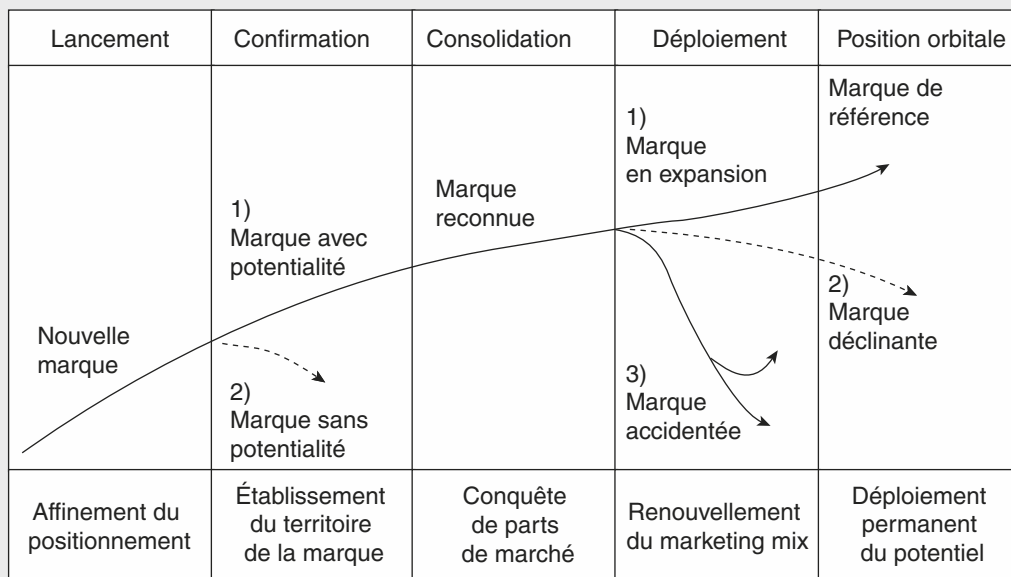 Lancement
Confirmation
Consolidation
Déploiement
Position orbitale
Nouvelle
marque
1)
Marque avec
potentialité
2)
Marque sans
potentialité
Marque
reconnue
1)
Marque
en expansion
3)
Marque
accidentée
Marque de
référence
2)
Marque
déclinante
Affinement du
positionnement
Établissement
du territoire
de la marque
Conquête
de parts
de marché
Renouvellement
du marketing mix
Déploiement
permanent
du potentiel